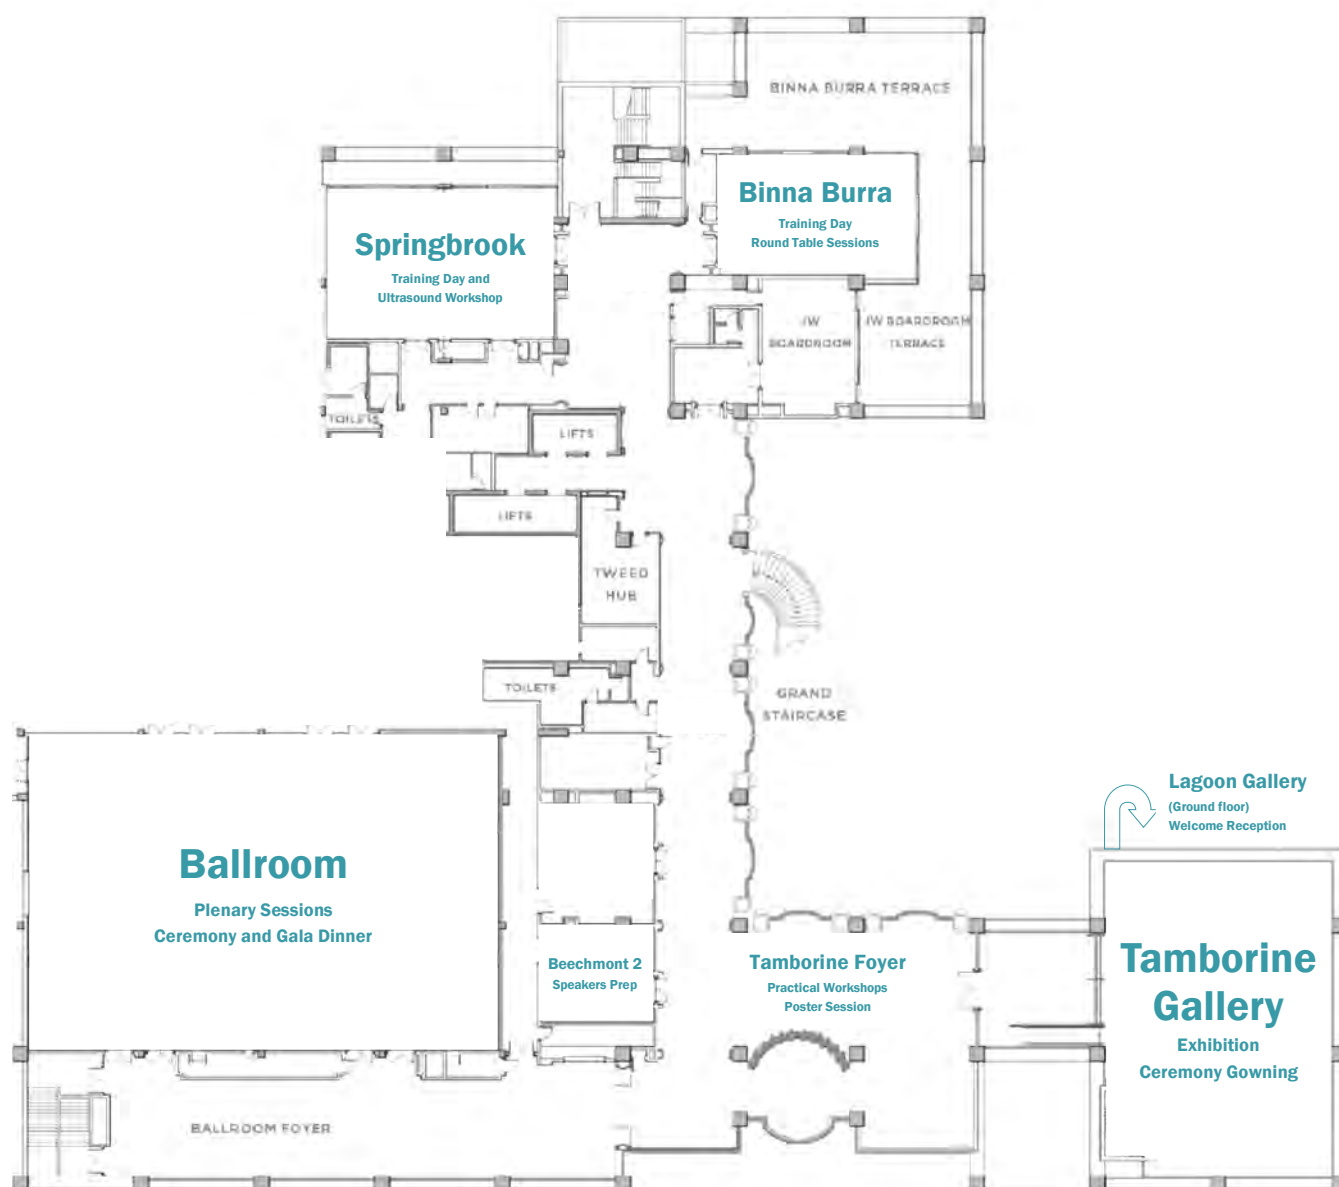 BINNA BURRA TERRACE
Binna Burra
Training Day
Round Table Sessions
Springbrook
Training Day and
Ultrasound Workshop
JW
BOARDROOM
JW BOARDROOM
TERRACE
TOILETS
LIFTS
LIFTS
TWEED
HUB
TOILETS
GRAND
STAIRCASE
Lagoon Gallery
(Ground floor)
Welcome Reception
Ballroom
Plenary Sessions
Ceremony and Gala Dinner
Beechmont 2
Speakers Prep
Tamborine Foyer
Practical Workshops
Poster Session
Tamborine
Gallery
Exhibition
Ceremony Gowning
BALLROOM FOYER